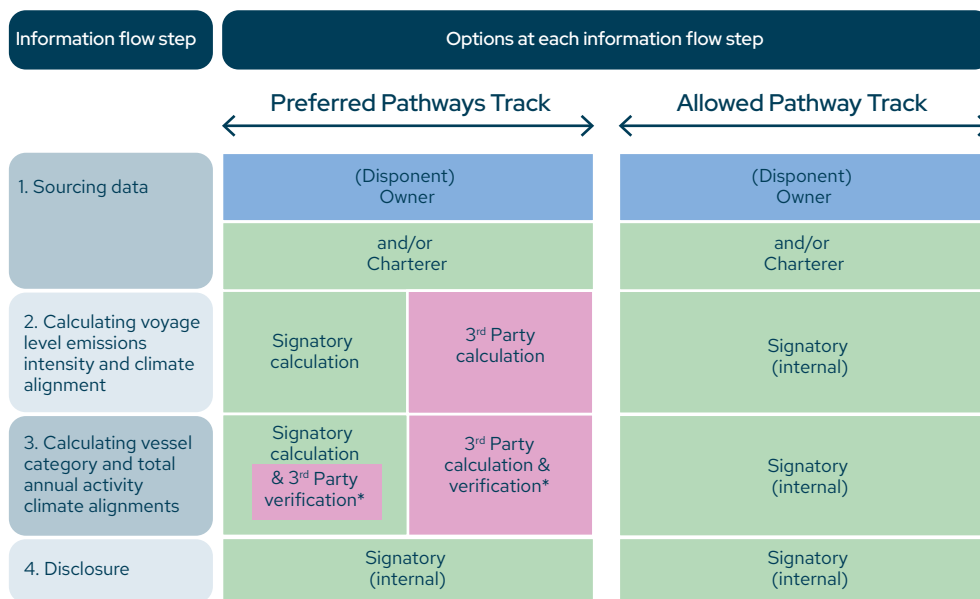 Information flow step
Options at each information flow step
Preferred Pathways Track
Allowed Pathway Track
1. Sourcing data
(Disponent)
Owner
(Disponent)
Owner
and/or
Charterer
and/or
Charterer
2. Calculating voyage
level emissions
intensity and climate
alignment
Signatory
calculation
3rd Party
calculation
Signatory
(internal)
3. Calculating vessel
category and total
annual activity
climate alignments
Signatory
calculation
& 3rd Party
verification*
3rd Party
calculation &
verification*
Signatory
(internal)
4. Disclosure
Signatory
(internal)
Signatory
(internal)